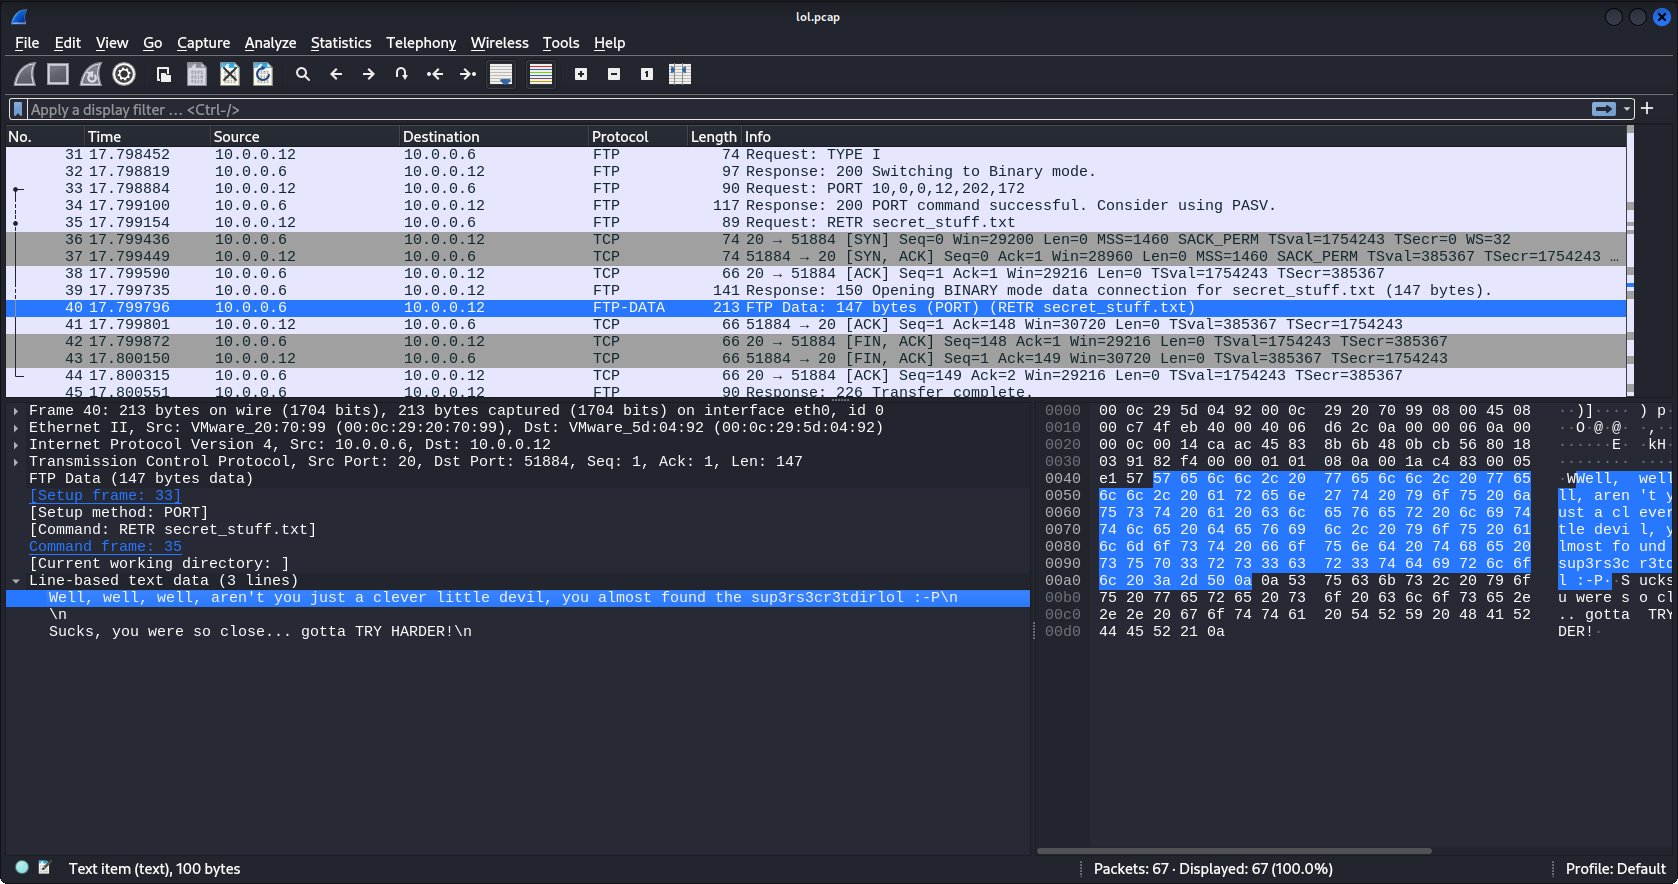 lol.pcap
File Edit View Go Capture Analyze Statistics Telephony Wireless Tools Help
Apply a display filter … <Ctrl-/>
No. Time Source Destination Protocol Length Info
31 17.798452 10.0.0.12 10.0.0.6 FTP 74 Request: TYPE I
32 17.798819 10.0.0.6 10.0.0.12 FTP 97 Response: 200 Switching to Binary mode.
33 17.798884 10.0.0.12 10.0.0.6 FTP 90 Request: PORT 10,0,0,12,202,172
34 17.799100 10.0.0.6 10.0.0.12 FTP 117 Response: 200 PORT command successful. Consider using PASV.
35 17.799154 10.0.0.12 10.0.0.6 FTP 89 Request: RETR secret_stuff.txt
36 17.799436 10.0.0.6 10.0.0.12 TCP 74 20 → 51884 [SYN] Seq=0 Win=29200 Len=0 MSS=1460 SACK_PERM TSval=1754243 TSecr=0 WS=32
37 17.799449 10.0.0.12 10.0.0.6 TCP 74 51884 → 20 [SYN, ACK] Seq=0 Ack=1 Win=28960 Len=0 MSS=1460 SACK_PERM TSval=385367 TSecr=1754243 …
38 17.799590 10.0.0.6 10.0.0.12 TCP 66 20 → 51884 [ACK] Seq=1 Ack=1 Win=29216 Len=0 TSval=1754243 TSecr=385367
39 17.799735 10.0.0.6 10.0.0.12 FTP 141 Response: 150 Opening BINARY mode data connection for secret_stuff.txt (147 bytes).
40 17.799796 10.0.0.6 10.0.0.12 FTP-DATA 213 FTP Data: 147 bytes (PORT) (RETR secret_stuff.txt)
41 17.799801 10.0.0.12 10.0.0.6 TCP 66 51884 → 20 [ACK] Seq=1 Ack=148 Win=30720 Len=0 TSval=385367 TSecr=1754243
42 17.799872 10.0.0.6 10.0.0.12 TCP 66 20 → 51884 [FIN, ACK] Seq=148 Ack=1 Win=29216 Len=0 TSval=1754243 TSecr=385367
43 17.800150 10.0.0.12 10.0.0.6 TCP 66 51884 → 20 [FIN, ACK] Seq=1 Ack=149 Win=30720 Len=0 TSval=385367 TSecr=1754243
44 17.800315 10.0.0.6 10.0.0.12 TCP 66 20 → 51884 [ACK] Seq=149 Ack=2 Win=29216 Len=0 TSval=1754243 TSecr=385367
45 17.800551 10.0.0.6 10.0.0.12 FTP 90 Response: 226 Transfer complete.
Frame 40: 213 bytes on wire (1704 bits), 213 bytes captured (1704 bits) on interface eth0, id 0
Ethernet II, Src: VMware_20:70:99 (00:0c:29:20:70:99), Dst: VMware_5d:04:92 (00:0c:29:5d:04:92)
Internet Protocol Version 4, Src: 10.0.0.6, Dst: 10.0.0.12
Transmission Control Protocol, Src Port: 20, Dst Port: 51884, Seq: 1, Ack: 1, Len: 147
FTP Data (147 bytes data)
[Setup frame: 33]
[Setup method: PORT]
[Command: RETR secret_stuff.txt]
Command frame: 35
[Current working directory: ]
Line-based text data (3 lines)
Well, well, well, aren't you just a clever little devil, you almost found the sup3rs3cr3tdirlol :-P\n
\n
Sucks, you were so close... gotta TRY HARDER!\n
0000 00 0c 29 5d 04 92 00 0c 29 20 70 99 08 00 45 08 ··)]···· ) p·
0010 00 c7 4f eb 40 00 40 06 d6 2c 0a 00 00 06 0a 00 ··O·@·@· ·,··
0020 00 0c 00 14 ca ac 45 83 8b 6b 48 0b cb 56 80 18 ······E· ·kH·
0030 03 91 82 f4 00 00 01 01 08 0a 00 1a c4 83 00 05 ········ ····
0040 e1 57 57 65 6c 6c 2c 20 77 65 6c 6c 2c 20 77 65 ·WWell, well
0050 6c 6c 2c 20 61 72 65 6e 27 74 20 79 6f 75 20 6a ll, aren 't y
0060 75 73 74 20 61 20 63 6c 65 76 65 72 20 6c 69 74 ust a cl ever
0070 74 6c 65 20 64 65 76 69 6c 2c 20 79 6f 75 20 61 tle devi l, y
0080 6c 6d 6f 73 74 20 66 6f 75 6e 64 20 74 68 65 20 lmost fo und
0090 73 75 70 33 72 73 33 63 72 33 74 64 69 72 6c 6f sup3rs3c r3td
00a0 6c 20 3a 2d 50 0a 0a 53 75 63 6b 73 2c 20 79 6f l :-P··S ucks
00b0 75 20 77 65 72 65 20 73 6f 20 63 6c 6f 73 65 2e u were s o cl
00c0 2e 2e 20 67 6f 74 74 61 20 54 52 59 20 48 41 52 .. gotta TRY
00d0 44 45 52 21 0a DER!·
Text item (text), 100 bytes
Packets: 67 · Displayed: 67 (100.0%)
Profile: Default